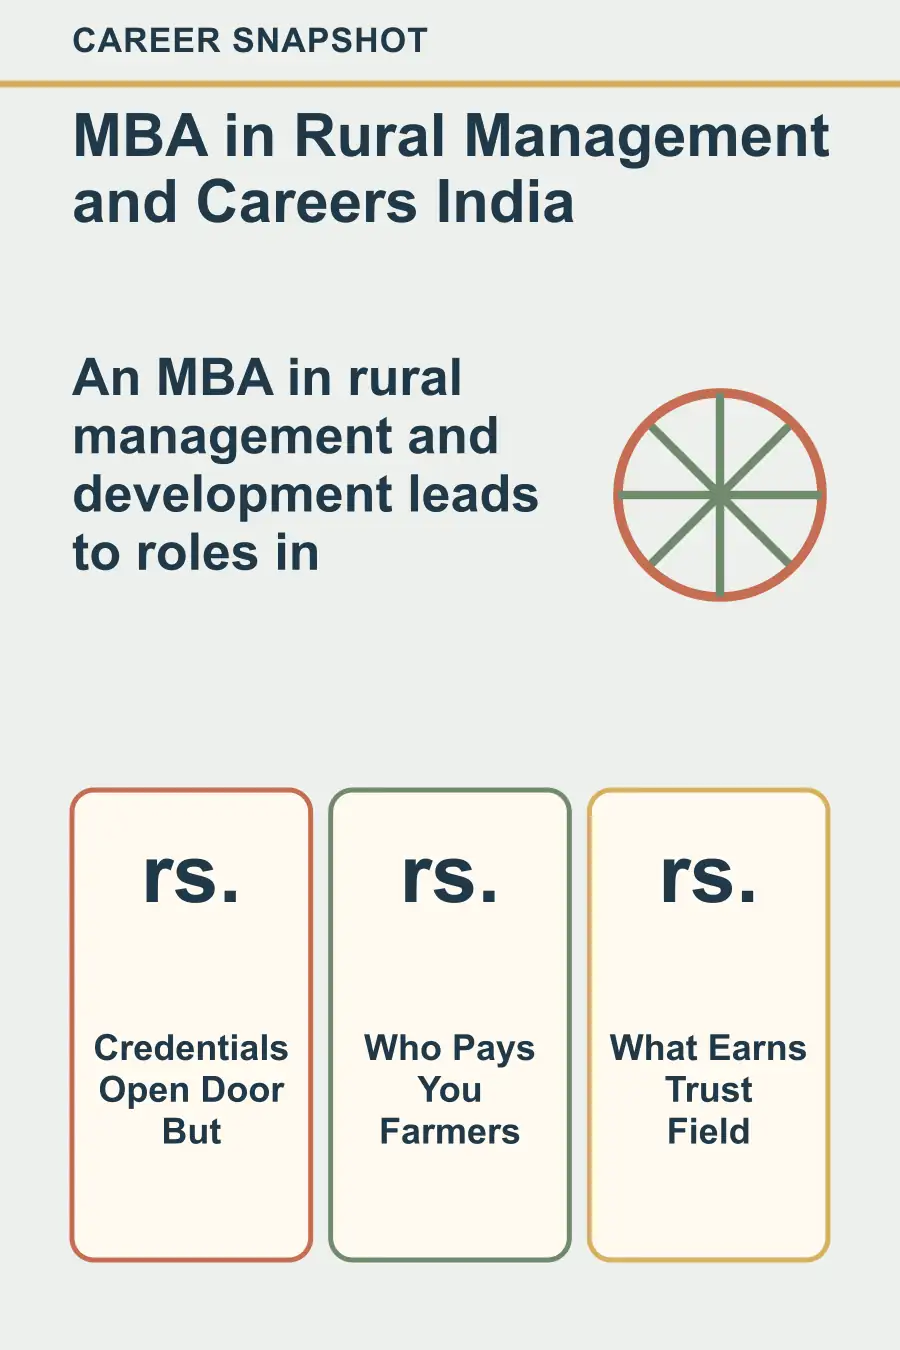 CAREER SNAPSHOT
MBA in Rural Management
and Careers India
An MBA in rural
management and
development leads
to roles in
rs.
Credentials
Open Door
But
rs.
Who Pays
You
Farmers
rs.
What Earns
Trust
Field